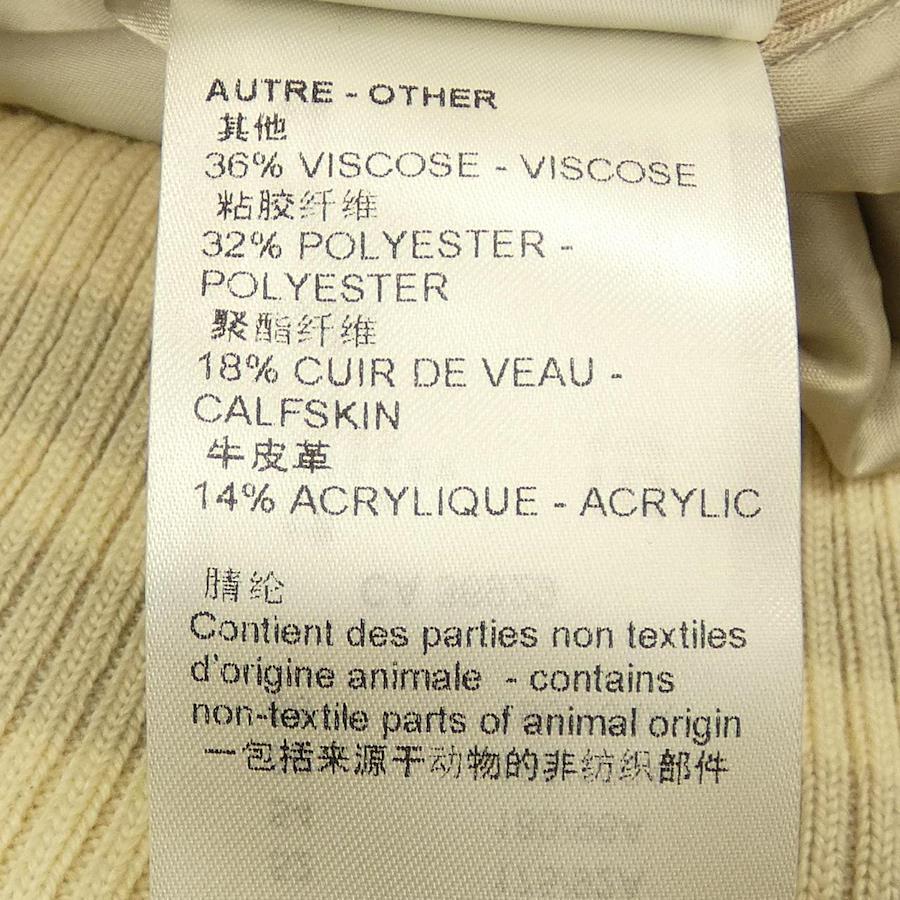 AUTRE - OTHER
其他
36% VISCOSE - VISCOSE
粘胶纤维
32% POLYESTER -
POLYESTER
聚酯纤维
18% CUIR DE VEAU -
CALFSKIN
牛皮革
14% ACRYLIQUE - ACRYLIC
腈纶
Contient des parties non textiles
d'origine animale - contains
non-textile parts of animal origin
一包括来源于动物的非纺织部件